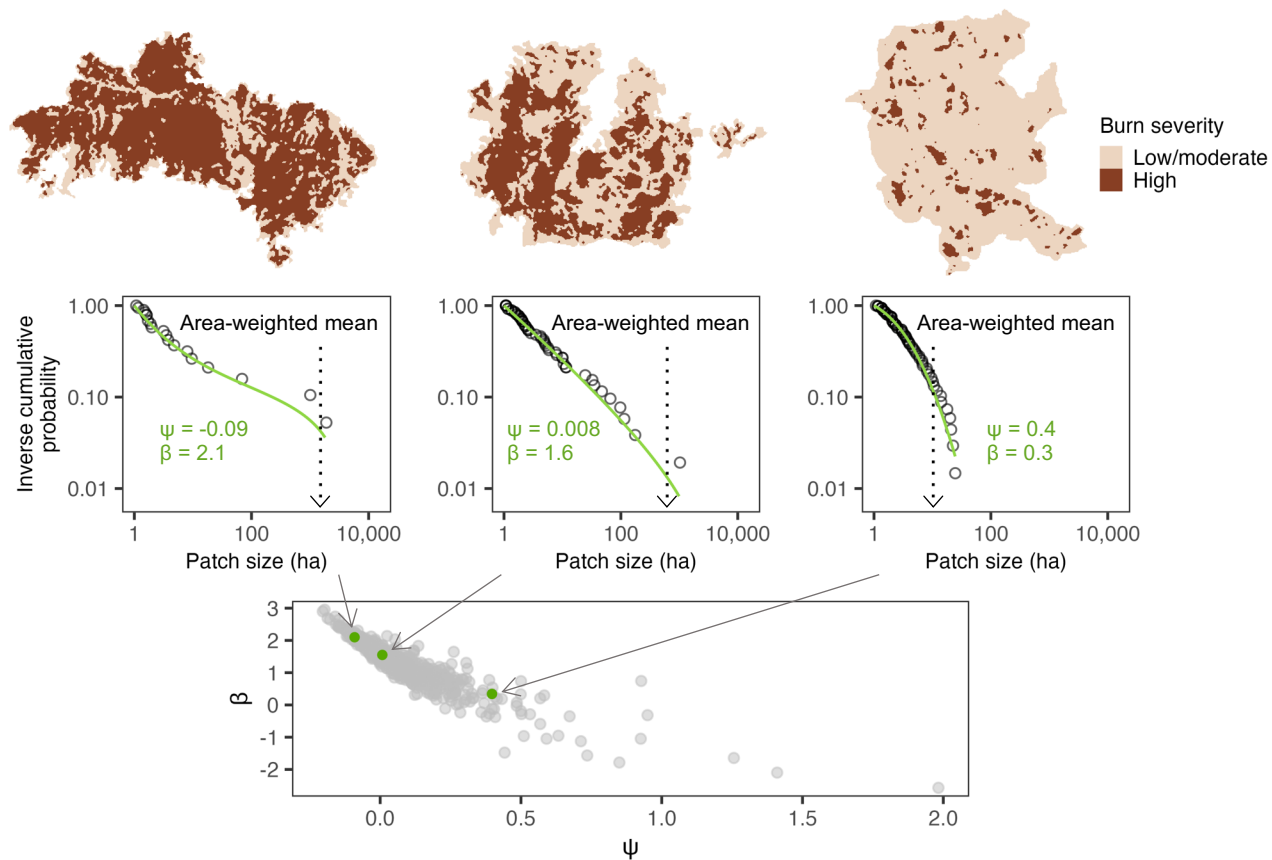 Burn severity
Low/moderate
High
Inverse cumulative
probability
1.00
0.10
0.01
Area-weighted mean
ψ = -0.09
β = 2.1
1
100
10,000
Patch size (ha)
1.00
0.10
0.01
Area-weighted mean
ψ = 0.008
β = 1.6
1
100
10,000
Patch size (ha)
1.00
0.10
0.01
Area-weighted mean
ψ = 0.4
β = 0.3
1
100
10,000
Patch size (ha)
β
3
2
1
0
-1
-2
0.0
0.5
1.0
1.5
2.0
ψ